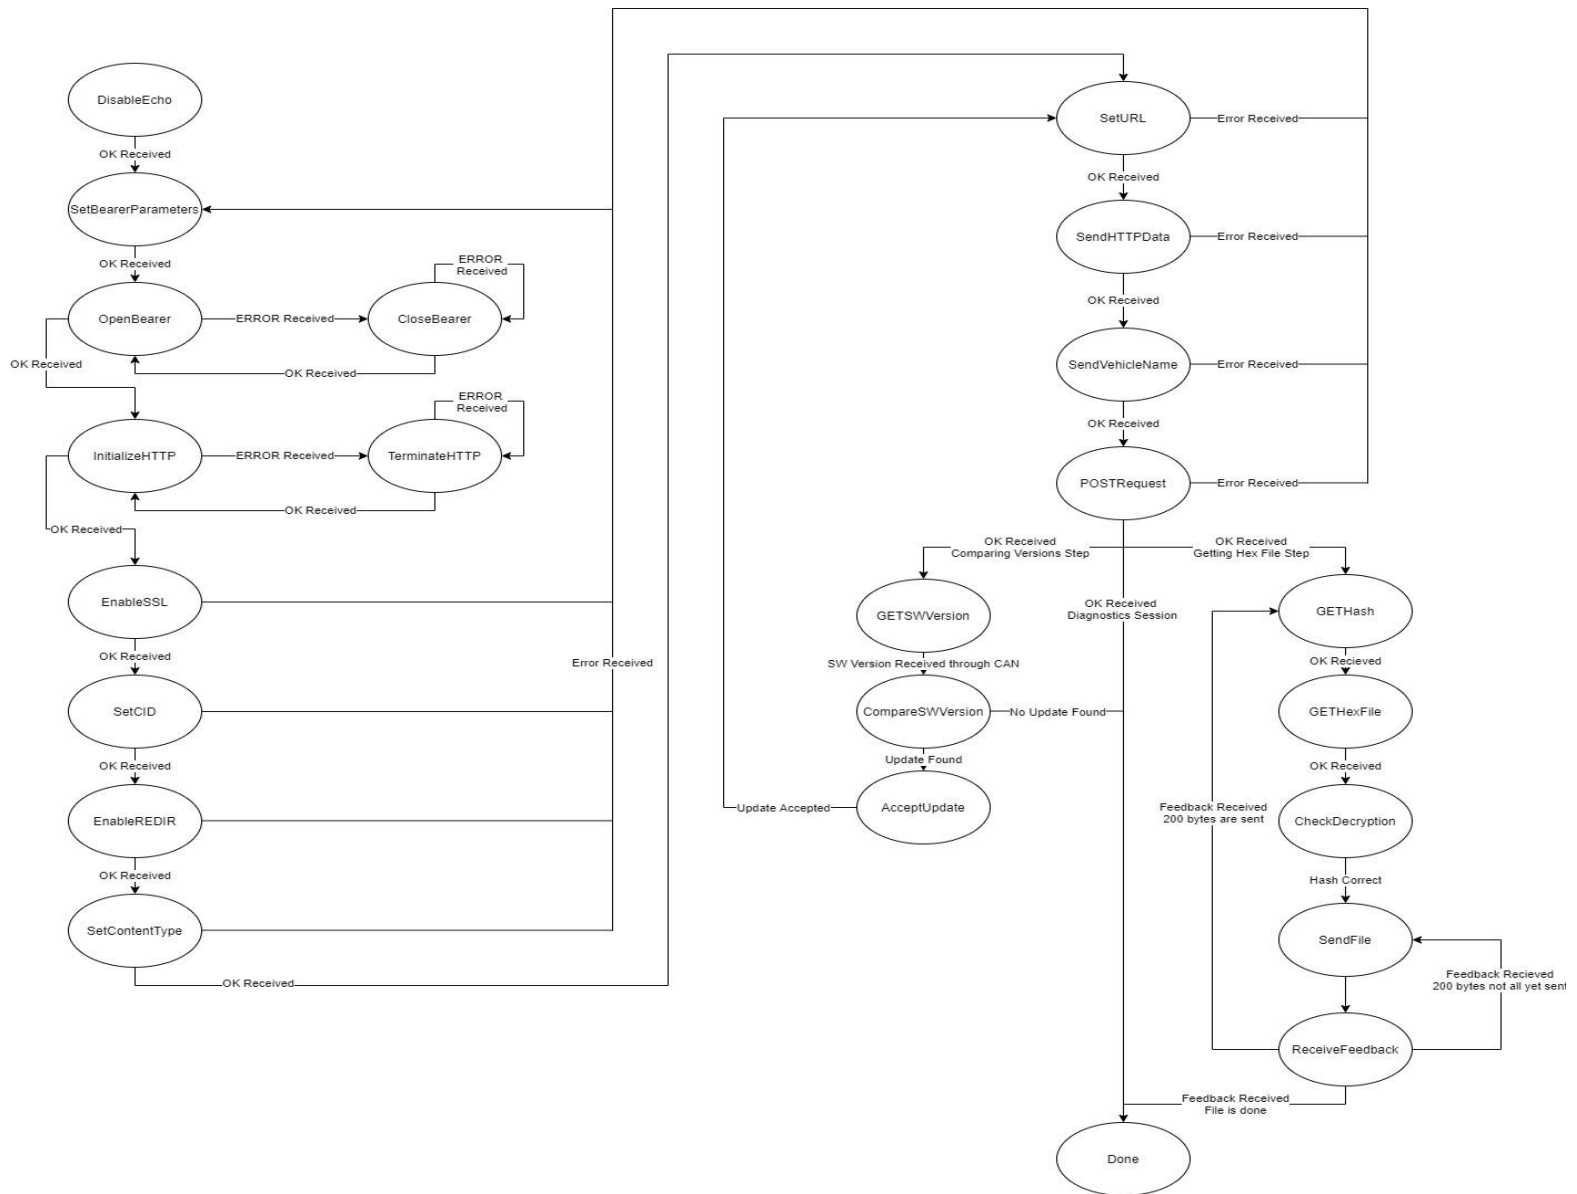 DisableEcho
OK Received
SetBearerParameters
OK Received
OpenBearer
ERROR Received
CloseBearer
ERROR
Received
OK Received
OK Received
InitializeHTTP
ERROR Received
TerminateHTTP
ERROR
Received
OK Received
OK Received
EnableSSL
OK Received
Error Received
SetCID
OK Received
EnableREDIR
OK Received
SetContentType
OK Received
SetURL
Error Received
OK Received
SendHTTPData
Error Received
OK Received
SendVehicleName
Error Received
OK Received
POSTRequest
Error Received
OK Received
Comparing Versions Step
OK Received
Getting Hex File Step
OK Received
Diagnostics Session
GETSWVersion
SW Version Received through CAN
CompareSWVersion
No Update Found
Update Found
AcceptUpdate
Update Accepted
GETHash
OK Recieved
GETHexFile
OK Received
CheckDecryption
Hash Correct
SendFile
Feedback Received
200 bytes are sent
Feedback Recieved
200 bytes not all yet sent
ReceiveFeedback
Feedback Received
File is done
Done